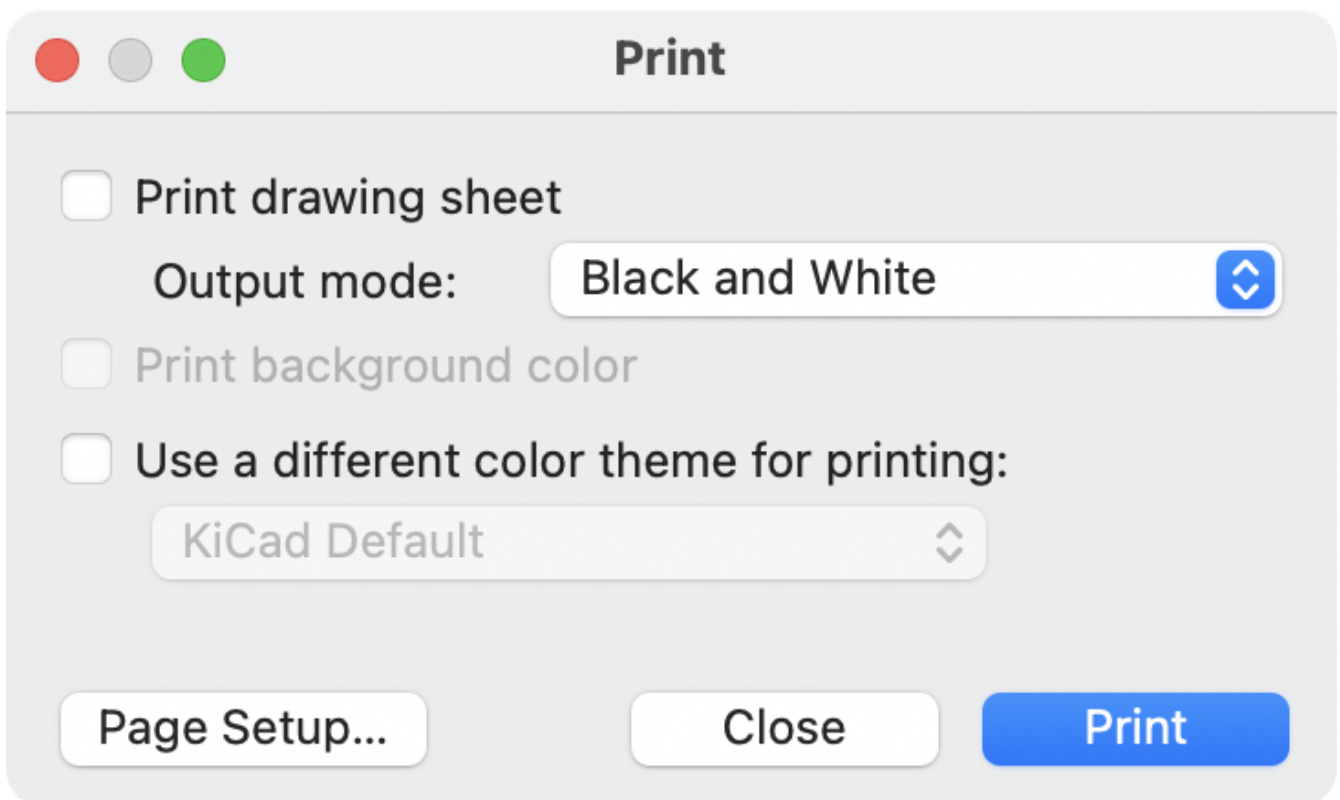 Print
Print drawing sheet
Output mode: Black and White
Print background color
Use a different color theme for printing:
KiCad Default
Page Setup... Close Print